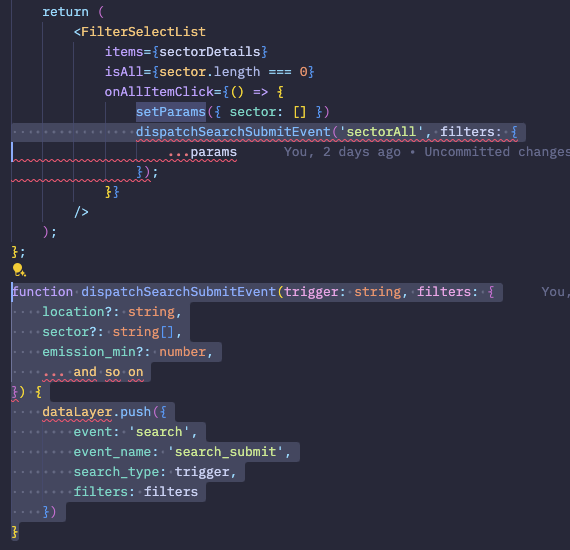 return (
<FilterSelectList
items={sectorDetails}
isAll={sector.length === 0}
onAllItemClick={() => {
setParams({ sector: [] })
dispatchSearchSubmitEvent('sectorAll', filters: {
...params You, 2 days ago • Uncommitted changes
});
}}
/>
);
};
function dispatchSearchSubmitEvent(trigger: string, filters: { You,
location?: string,
sector?: string[],
emission_min?: number,
... and so on
}) {
dataLayer.push({
event: 'search',
event_name: 'search_submit',
search_type: trigger,
filters: filters
})
}